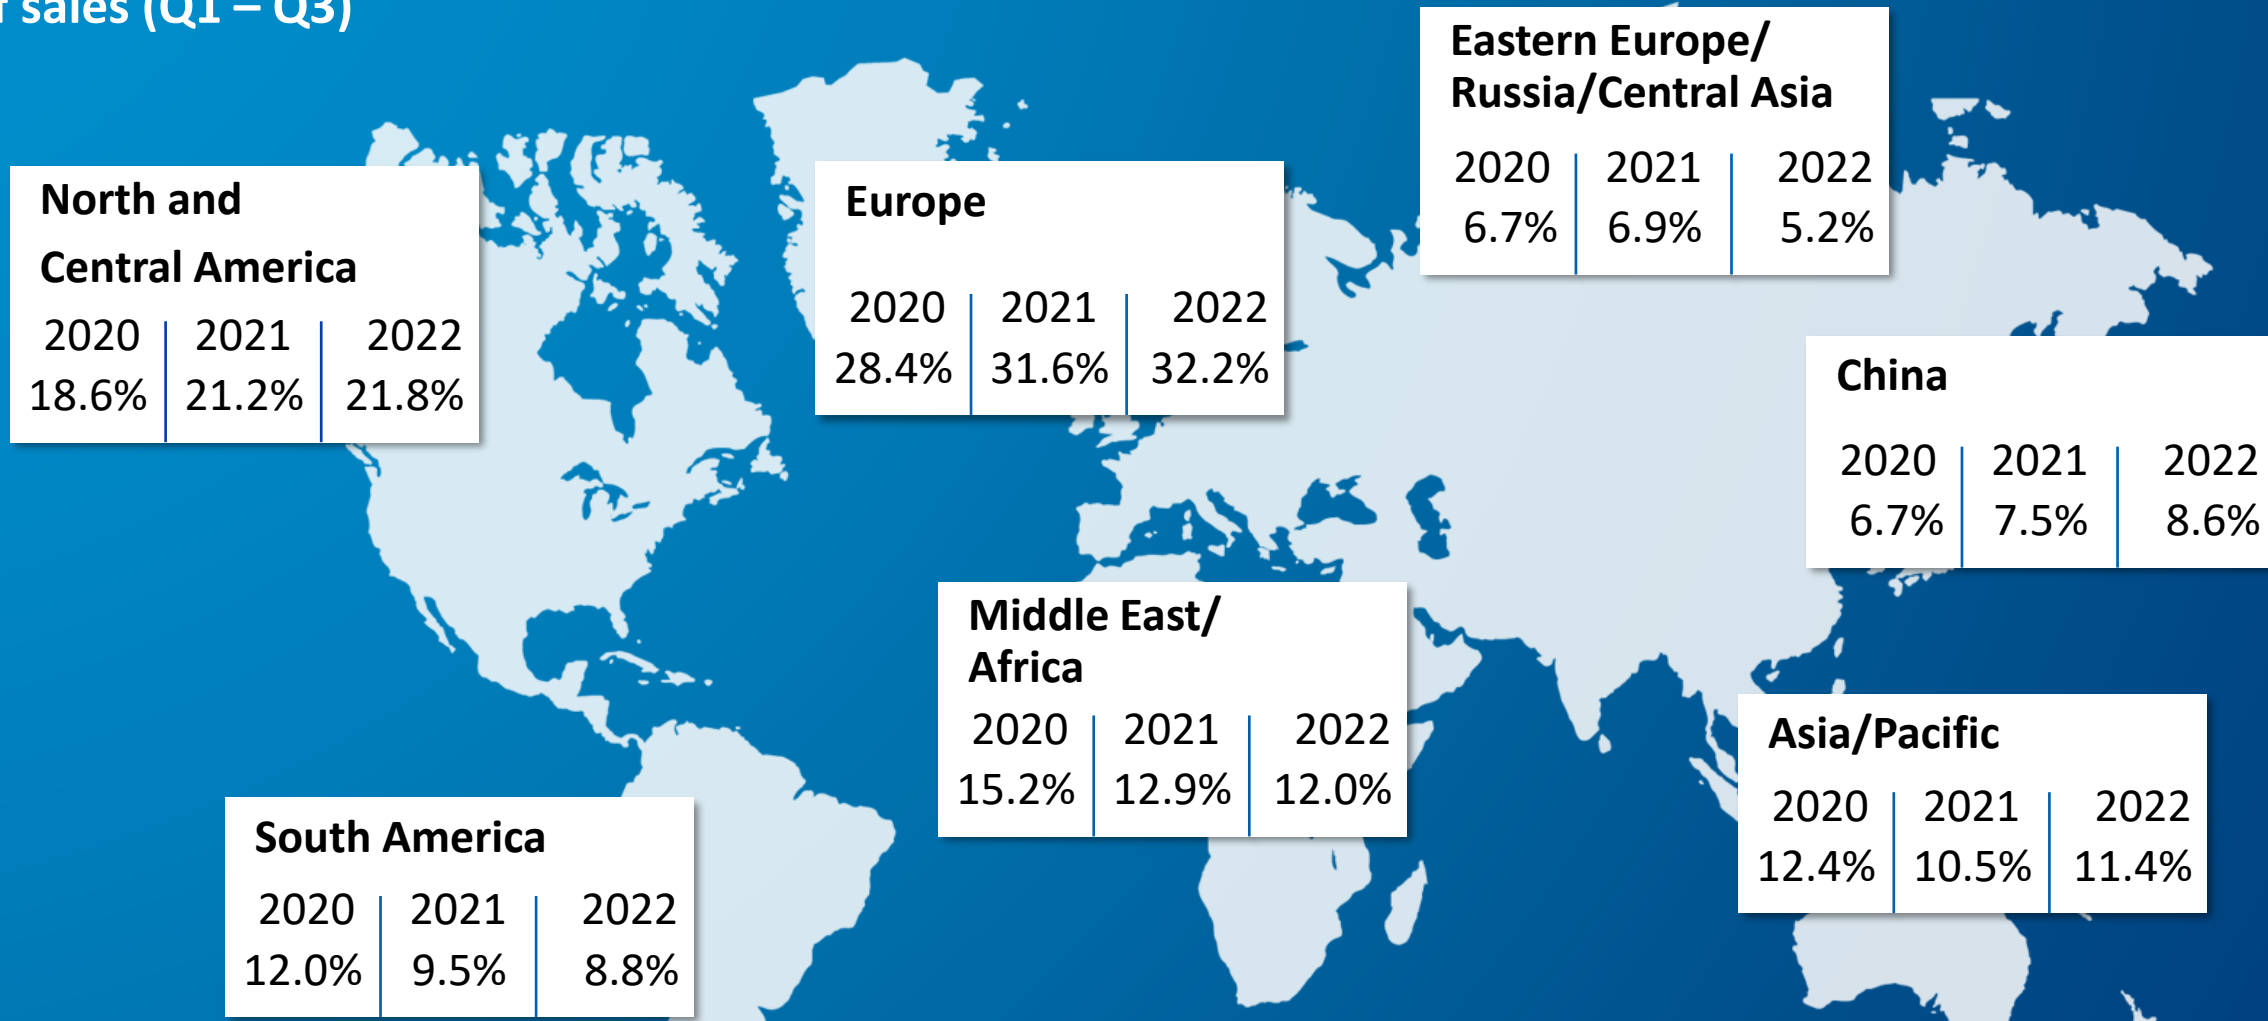 sales (Q1 – Q3)
Eastern Europe/
Russia/Central Asia
2020 2021 2022
6.7% 6.9% 5.2%
North and
Central America
2020 2021 2022
18.6% 21.2% 21.8%
Europe
2020 2021 2022
28.4% 31.6% 32.2%
China
2020 2021 2022
6.7% 7.5% 8.6%
Middle East/
Africa
2020 2021 2022
15.2% 12.9% 12.0%
Asia/Pacific
2020 2021 2022
12.4% 10.5% 11.4%
South America
2020 2021 2022
12.0% 9.5% 8.8%